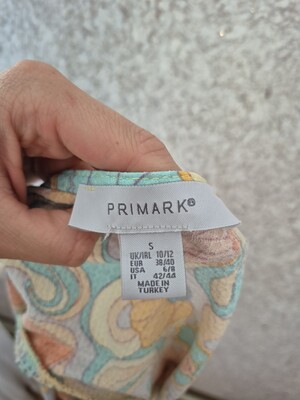 PRIMARK®
S
UK/IRL 10/12
EUR 38/40
USA 6/8
IT 42/44
MADE IN
TURKEY